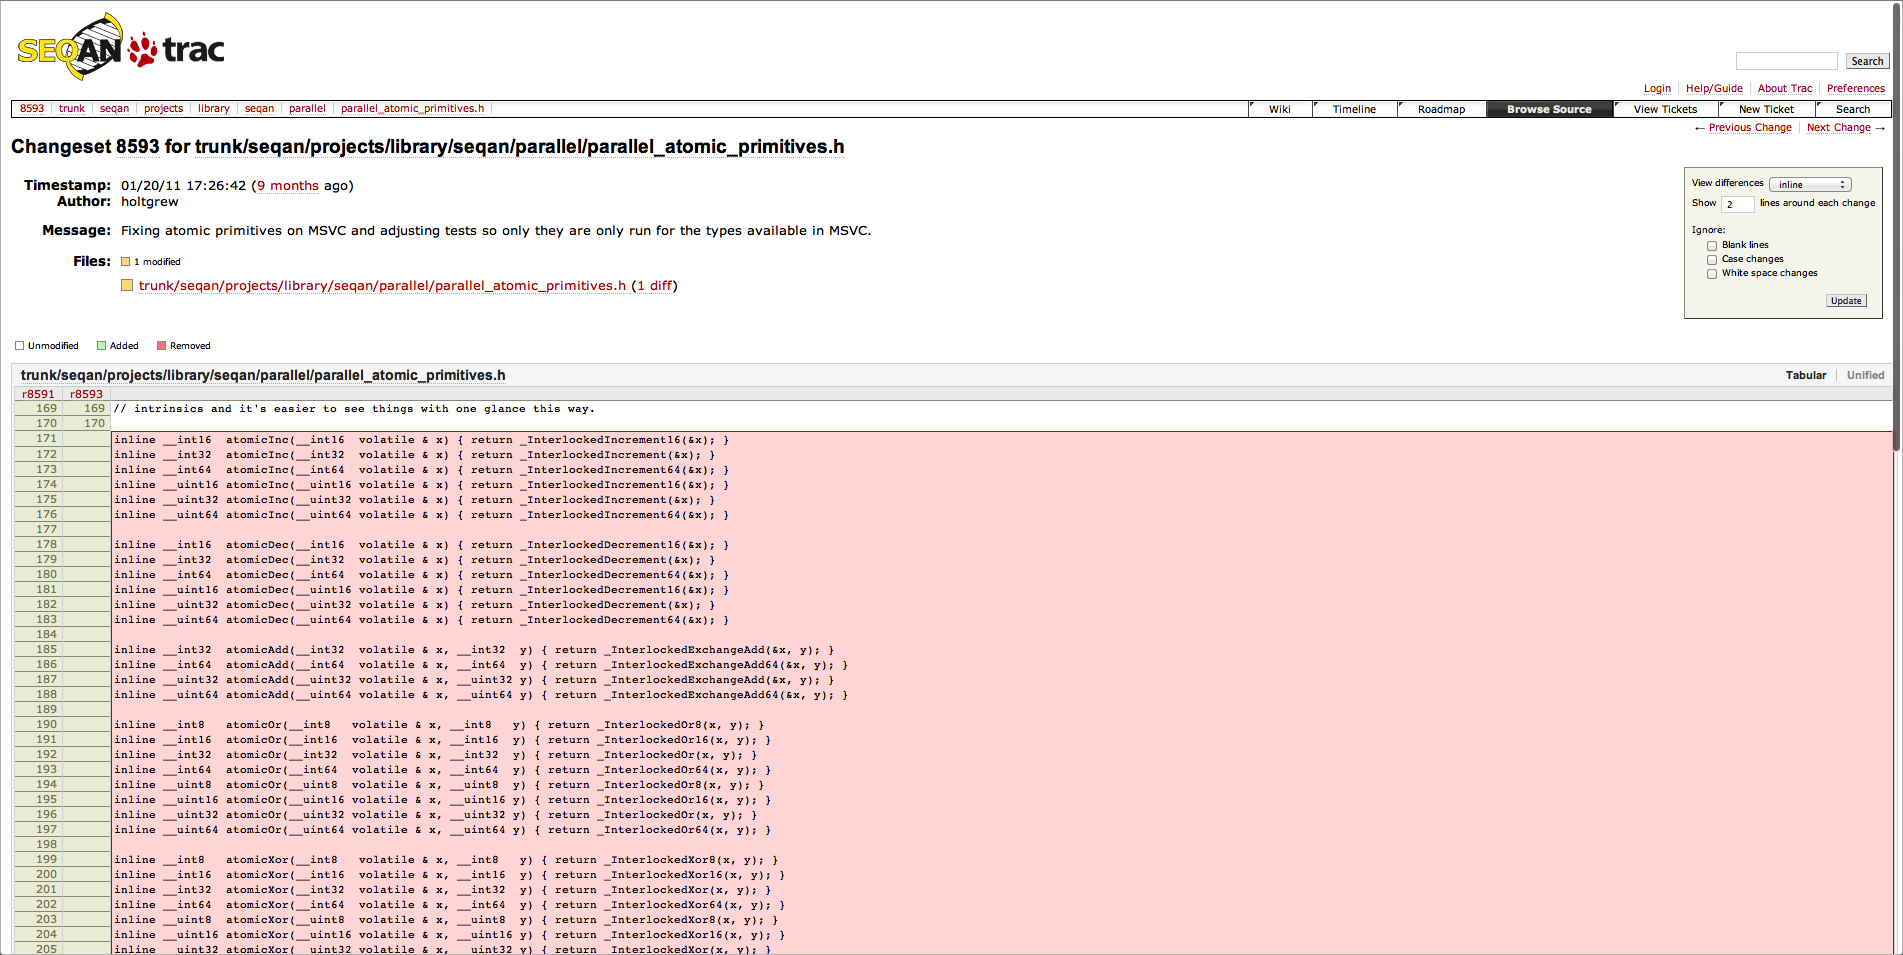 SEQAN trac
Search
Login Help/Guide About Trac Preferences
8593 trunk seqan projects library seqan parallel parallel_atomic_primitives.h Wiki Timeline Roadmap Browse Source View Tickets New Ticket Search
← Previous Change Next Change →
Changeset 8593 for trunk/seqan/projects/library/seqan/parallel/parallel_atomic_primitives.h
Timestamp: 01/20/11 17:26:42 (9 months ago)
Author: holtgrew
Message: Fixing atomic primitives on MSVC and adjusting tests so only they are only run for the types available in MSVC.
Files: 1 modified
trunk/seqan/projects/library/seqan/parallel/parallel_atomic_primitives.h (1 diff)
View differences inline
Show 2 lines around each change
Ignore:
Blank lines
Case changes
White space changes
Update
Unmodified Added Removed
trunk/seqan/projects/library/seqan/parallel/parallel_atomic_primitives.h Tabular Unified
r8591 r8593
169 169 // intrinsics and it's easier to see things with one glance this way.
170 170
171 inline __int16 atomicInc(__int16 volatile & x) { return _InterlockedIncrement16(&x); }
172 inline __int32 atomicInc(__int32 volatile & x) { return _InterlockedIncrement(&x); }
173 inline __int64 atomicInc(__int64 volatile & x) { return _InterlockedIncrement64(&x); }
174 inline __uint16 atomicInc(__uint16 volatile & x) { return _InterlockedIncrement16(&x); }
175 inline __uint32 atomicInc(__uint32 volatile & x) { return _InterlockedIncrement(&x); }
176 inline __uint64 atomicInc(__uint64 volatile & x) { return _InterlockedIncrement64(&x); }
177
178 inline __int16 atomicDec(__int16 volatile & x) { return _InterlockedDecrement16(&x); }
179 inline __int32 atomicDec(__int32 volatile & x) { return _InterlockedDecrement(&x); }
180 inline __int64 atomicDec(__int64 volatile & x) { return _InterlockedDecrement64(&x); }
181 inline __uint16 atomicDec(__uint16 volatile & x) { return _InterlockedDecrement16(&x); }
182 inline __uint32 atomicDec(__uint32 volatile & x) { return _InterlockedDecrement(&x); }
183 inline __uint64 atomicDec(__uint64 volatile & x) { return _InterlockedDecrement64(&x); }
184
185 inline __int32 atomicAdd(__int32 volatile & x, __int32 y) { return _InterlockedExchangeAdd(&x, y); }
186 inline __int64 atomicAdd(__int64 volatile & x, __int64 y) { return _InterlockedExchangeAdd64(&x, y); }
187 inline __uint32 atomicAdd(__uint32 volatile & x, __uint32 y) { return _InterlockedExchangeAdd(&x, y); }
188 inline __uint64 atomicAdd(__uint64 volatile & x, __uint64 y) { return _InterlockedExchangeAdd64(&x, y); }
189
190 inline __int8 atomicOr(__int8 volatile & x, __int8 y) { return _InterlockedOr8(x, y); }
191 inline __int16 atomicOr(__int16 volatile & x, __int16 y) { return _InterlockedOr16(x, y); }
192 inline __int32 atomicOr(__int32 volatile & x, __int32 y) { return _InterlockedOr(x, y); }
193 inline __int64 atomicOr(__int64 volatile & x, __int64 y) { return _InterlockedOr64(x, y); }
194 inline __uint8 atomicOr(__uint8 volatile & x, __uint8 y) { return _InterlockedOr8(x, y); }
195 inline __uint16 atomicOr(__uint16 volatile & x, __uint16 y) { return _InterlockedOr16(x, y); }
196 inline __uint32 atomicOr(__uint32 volatile & x, __uint32 y) { return _InterlockedOr(x, y); }
197 inline __uint64 atomicOr(__uint64 volatile & x, __uint64 y) { return _InterlockedOr64(x, y); }
198
199 inline __int8 atomicXor(__int8 volatile & x, __int8 y) { return _InterlockedXor8(x, y); }
200 inline __int16 atomicXor(__int16 volatile & x, __int16 y) { return _InterlockedXor16(x, y); }
201 inline __int32 atomicXor(__int32 volatile & x, __int32 y) { return _InterlockedXor(x, y); }
202 inline __int64 atomicXor(__int64 volatile & x, __int64 y) { return _InterlockedXor64(x, y); }
203 inline __uint8 atomicXor(__uint8 volatile & x, __uint8 y) { return _InterlockedXor8(x, y); }
204 inline __uint16 atomicXor(__uint16 volatile & x, __uint16 y) { return _InterlockedXor16(x, y); }
205 inline __uint32 atomicXor(__uint32 volatile & x, __uint32 y) { return _InterlockedXor(x, y); }